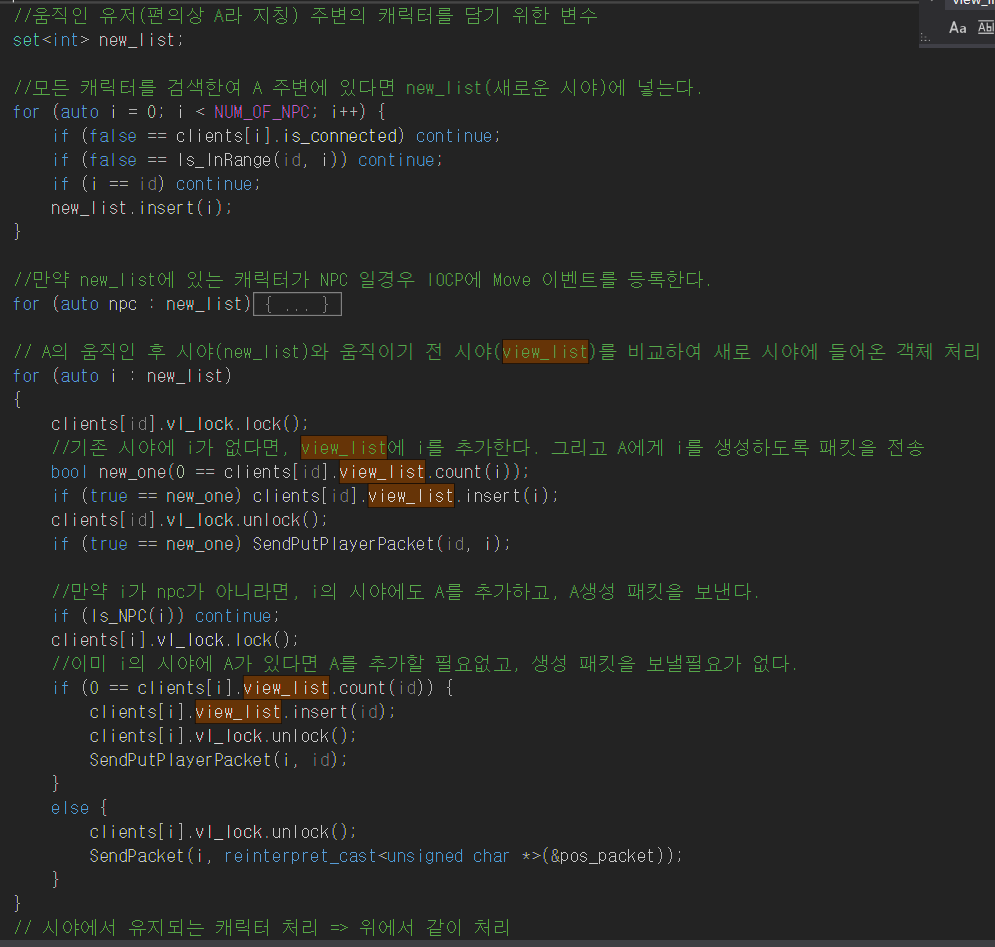 view_li
Aa Abl
//움직인 유저(편의상 A라 지칭) 주변의 캐릭터를 담기 위한 변수
set<int> new_list;
//모든 캐릭터를 검색한여 A 주변에 있다면 new_list(새로운 시야)에 넣는다.
for (auto i = 0; i < NUM_OF_NPC; i++) {
if (false == clients[i].is_connected) continue;
if (false == Is_InRange(id, i)) continue;
if (i == id) continue;
new_list.insert(i);
}
//만약 new_list에 있는 캐릭터가 NPC 일경우 IOCP에 Move 이벤트를 등록한다.
for (auto npc : new_list){ ... }
// A의 움직인 후 시야(new_list)와 움직이기 전 시야(view_list)를 비교하여 새로 시야에 들어온 객체 처리
for (auto i : new_list)
{
clients[id].vl_lock.lock();
//기존 시야에 i가 없다면, view_list에 i를 추가한다. 그리고 A에게 i를 생성하도록 패킷을 전송
bool new_one(0 == clients[id].view_list.count(i));
if (true == new_one) clients[id].view_list.insert(i);
clients[id].vl_lock.unlock();
if (true == new_one) SendPutPlayerPacket(id, i);
//만약 i가 npc가 아니라면, i의 시야에도 A를 추가하고, A생성 패킷을 보낸다.
if (Is_NPC(i)) continue;
clients[i].vl_lock.lock();
//이미 i의 시야에 A가 있다면 A를 추가할 필요없고, 생성 패킷을 보낼필요가 없다.
if (0 == clients[i].view_list.count(id)) {
clients[i].view_list.insert(id);
clients[i].vl_lock.unlock();
SendPutPlayerPacket(i, id);
}
else {
clients[i].vl_lock.unlock();
SendPacket(i, reinterpret_cast<unsigned char *>(&pos_packet));
}
}
// 시야에서 유지되는 캐릭터 처리 => 위에서 같이 처리